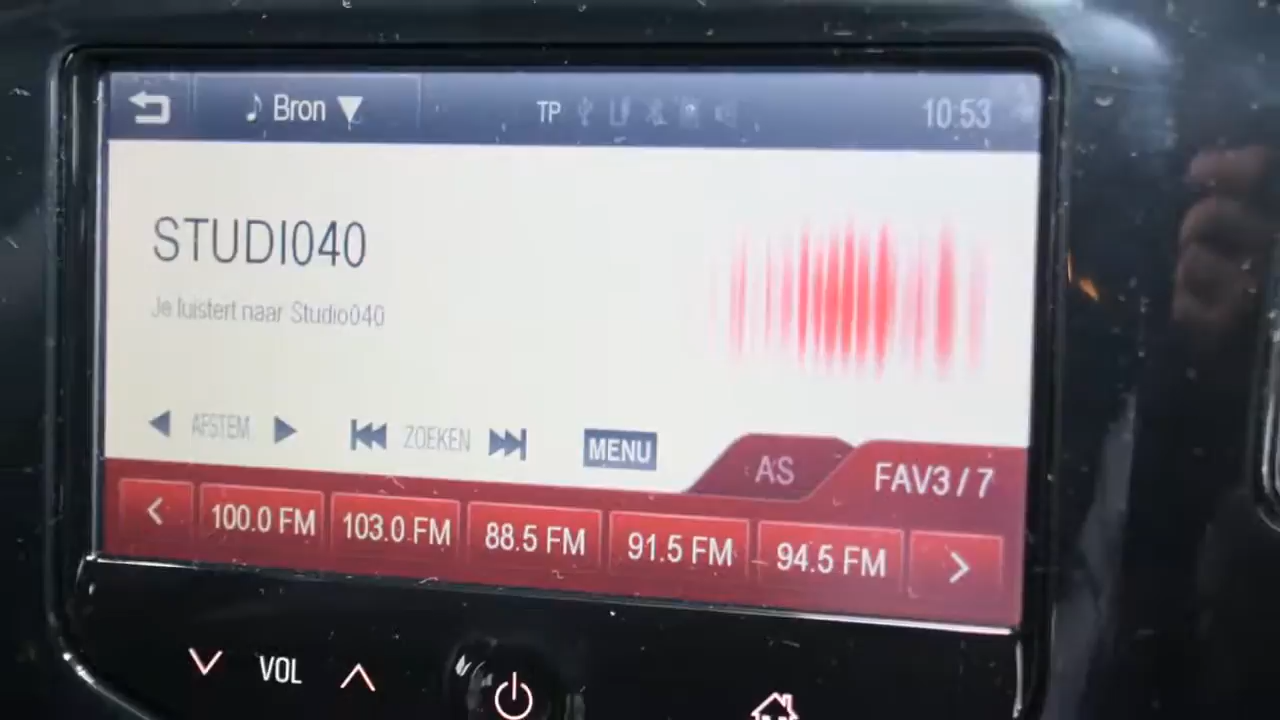 Bron TP 10:53
STUDIO40
Je luistert naar Studio040
AFSTEM ZOEKEN MENU
AS FAV3 / 7
< 100.0 FM 103.0 FM 88.5 FM 91.5 FM 94.5 FM >
VOL